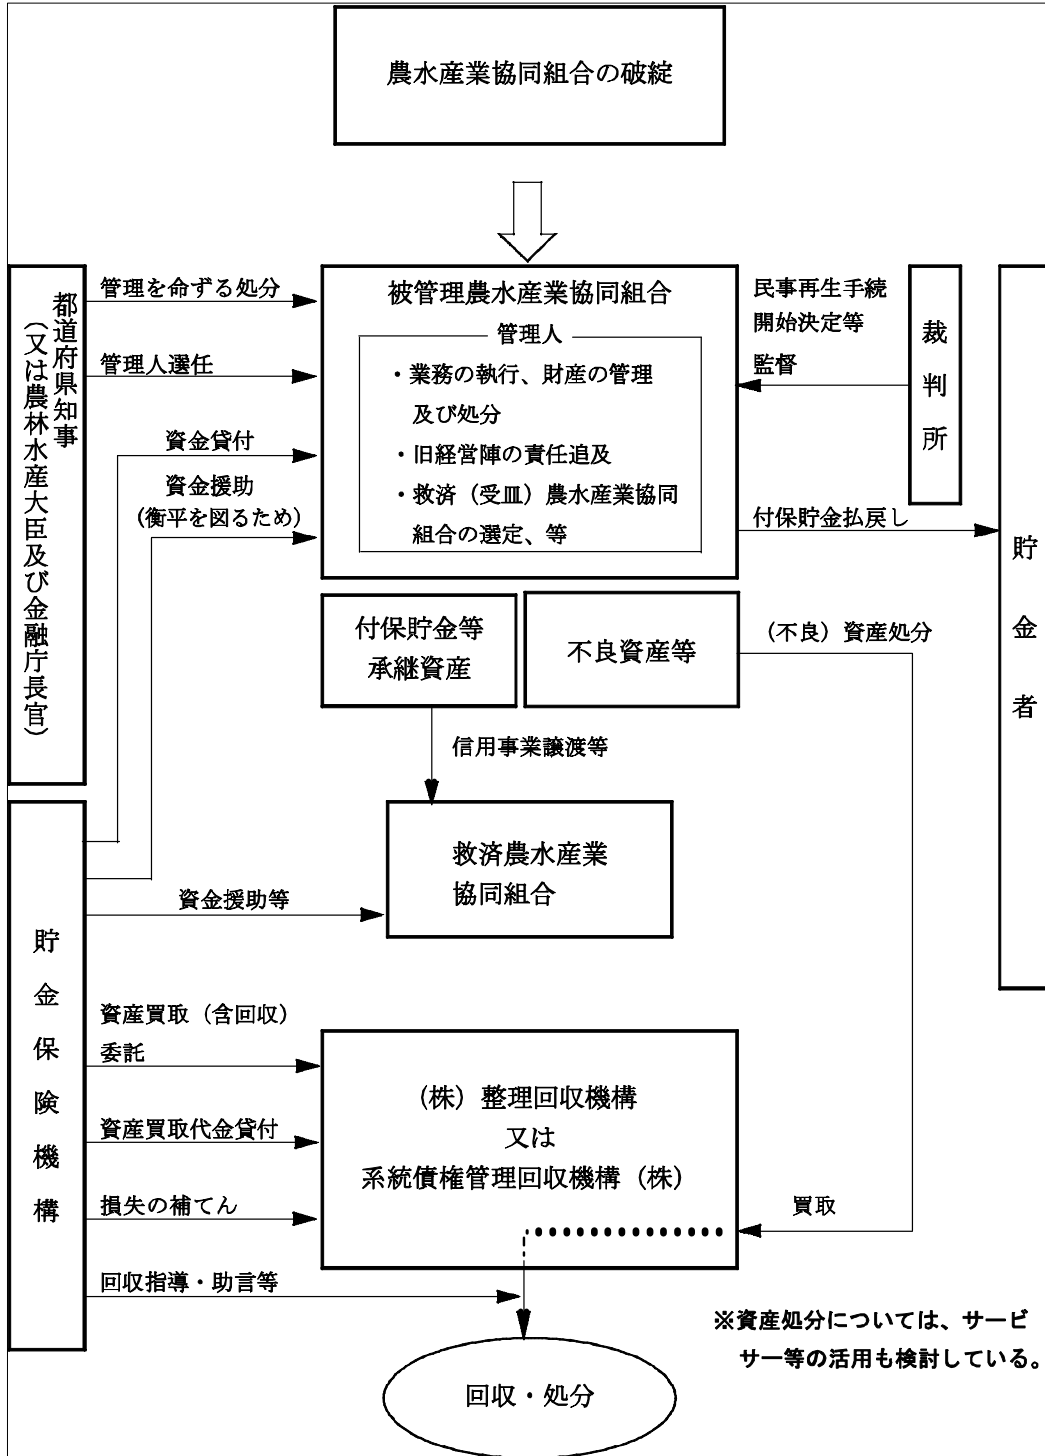 農水産業協同組合の破綻
都道府県知事
（又は農林水産大臣及び金融庁長官）
管理を命ずる処分
管理人選任
資金貸付
資金援助
（衡平を図るため）
被管理農水産業協同組合
管理人
・業務の執行、財産の管理
及び処分
・旧経営陣の責任追及
・救済（受皿）農水産業協同
組合の選定、等
民事再生手続
開始決定等
監督
裁判所
付保貯金払戻し
貯金者
付保貯金等
承継資産
不良資産等
（不良）資産処分
信用事業譲渡等
救済農水産業
協同組合
資金援助等
貯金保険機構
資産買取（含回収）
委託
資産買取代金貸付
損失の補てん
回収指導・助言等
（株）整理回収機構
又は
系統債権管理回収機構（株）
買取
回収・処分
※資産処分については、サービ
サー等の活用も検討している。